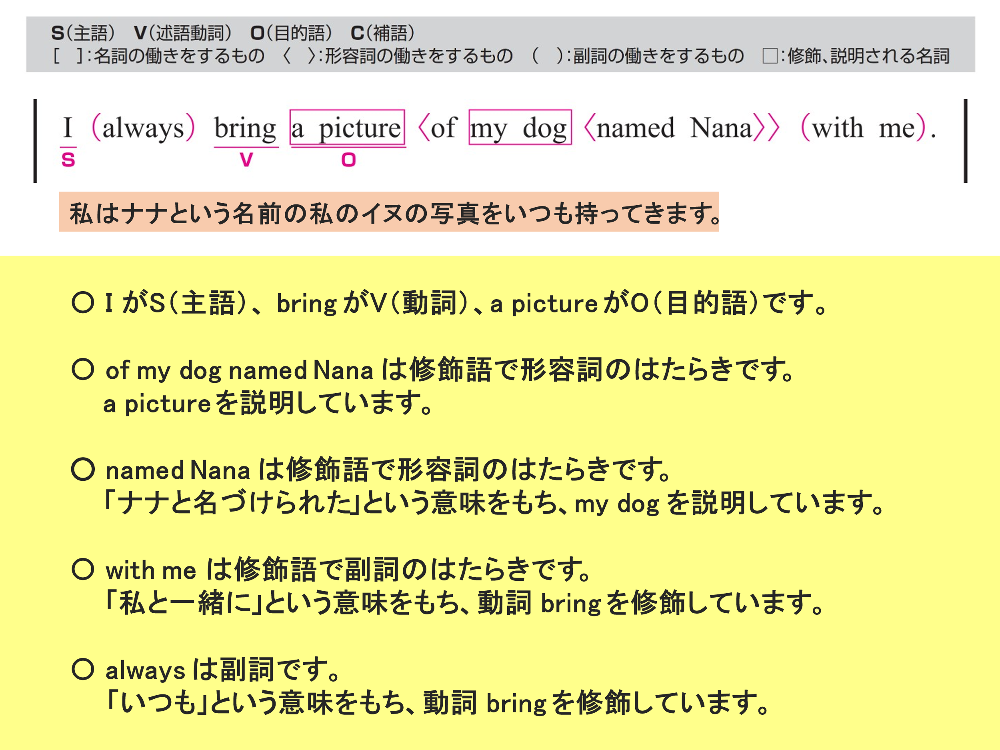 S（主語）　V（述語動詞）　O（目的語）　C（補語）
［　］：名詞の働きをするもの　〈　〉：形容詞の働きをするもの　（　）：副詞の働きをするもの　□：修飾、説明される名詞
I （always） bring a picture 〈of my dog 〈named Nana〉〉 （with me）.
S V O
私はナナという名前の私のイヌの写真をいつも持ってきます。
○ I がS（主語）、 bring がV（動詞）、a picture がO（目的語）です。
○ of my dog named Nana は修飾語で形容詞のはたらきです。
a picture を説明しています。
○ named Nana は修飾語で形容詞のはたらきです。
「ナナと名づけられた」という意味をもち、my dog を説明しています。
○ with me は修飾語で副詞のはたらきです。
「私と一緒に」という意味をもち、動詞 bring を修飾しています。
○ always は副詞です。
「いつも」という意味をもち、動詞 bring を修飾しています。